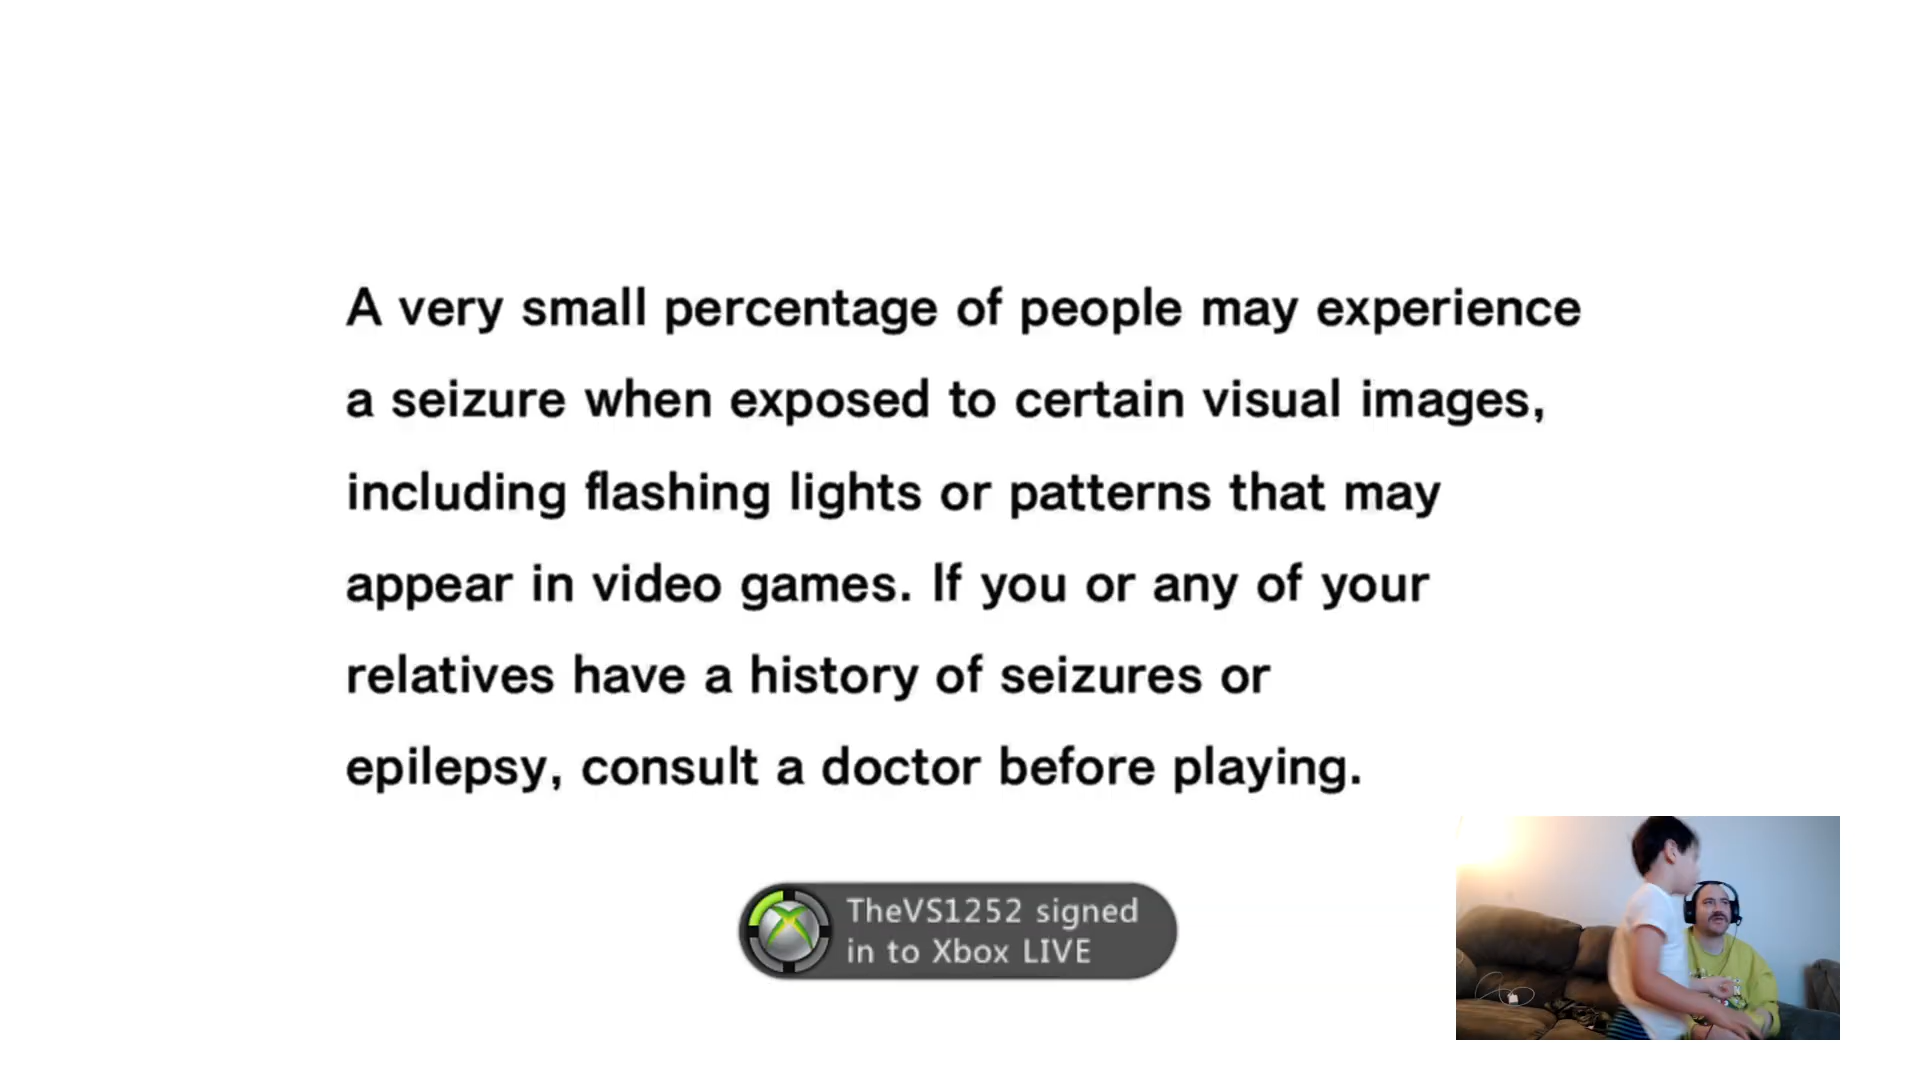 A very small percentage of people may experience
a seizure when exposed to certain visual images,
including flashing lights or patterns that may
appear in video games. If you or any of your
relatives have a history of seizures or
epilepsy, consult a doctor before playing.
TheVS1252 signed
in to Xbox LIVE